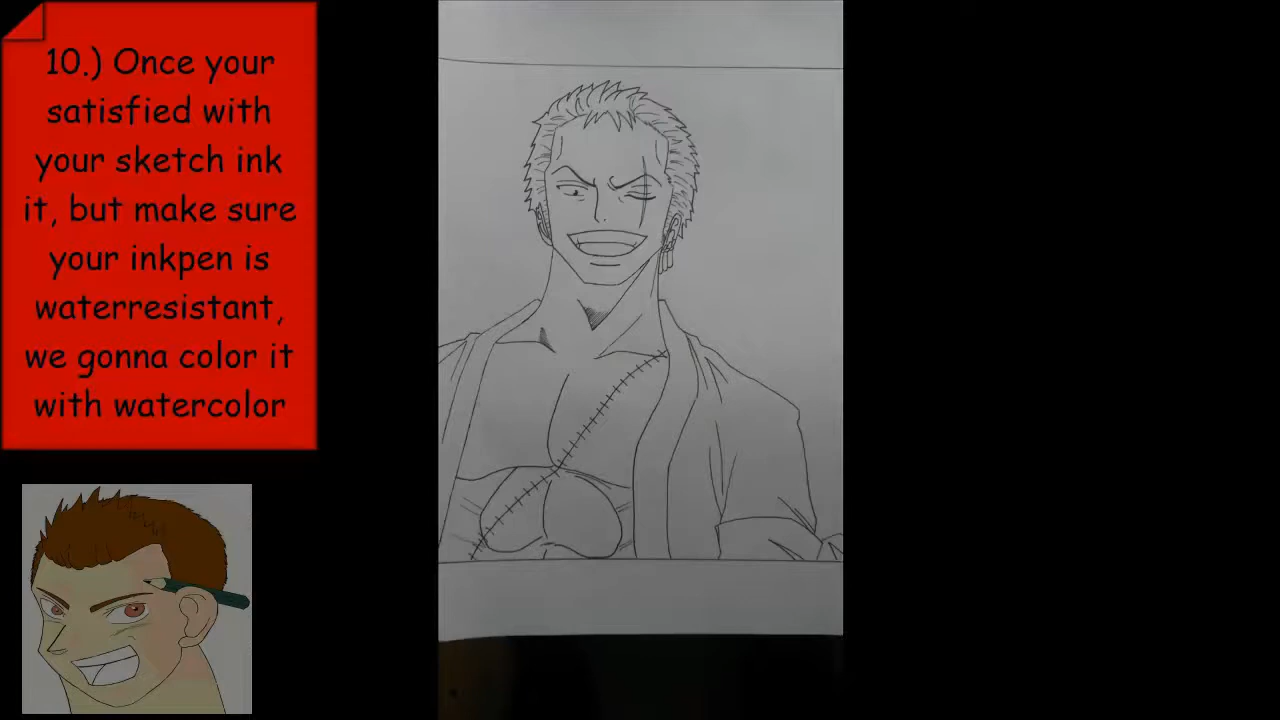 10.) Once your
satisfied with
your sketch ink
it, but make sure
your inkpen is
waterresistant,
we gonna color it
with watercolor